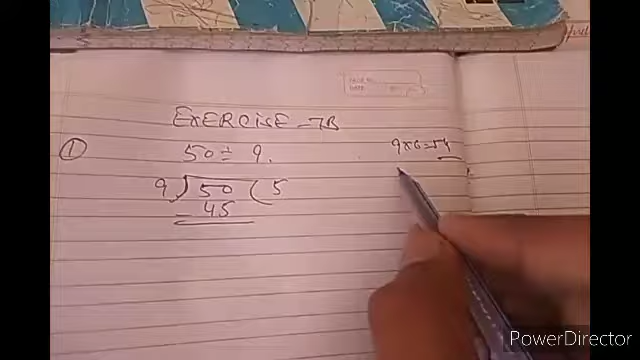 EXERCISE-7B
① 50 ÷ 9.
9×6=54
9 ) 50 ( 5
- 45
PowerDirector